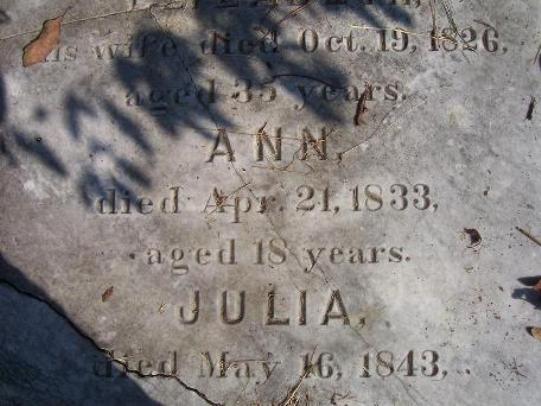 his wife died Oct. 19, 1826,
aged 35 years.
ANN,
died Apr. 21, 1833,
aged 18 years.
JULIA,
died May 16, 1843,